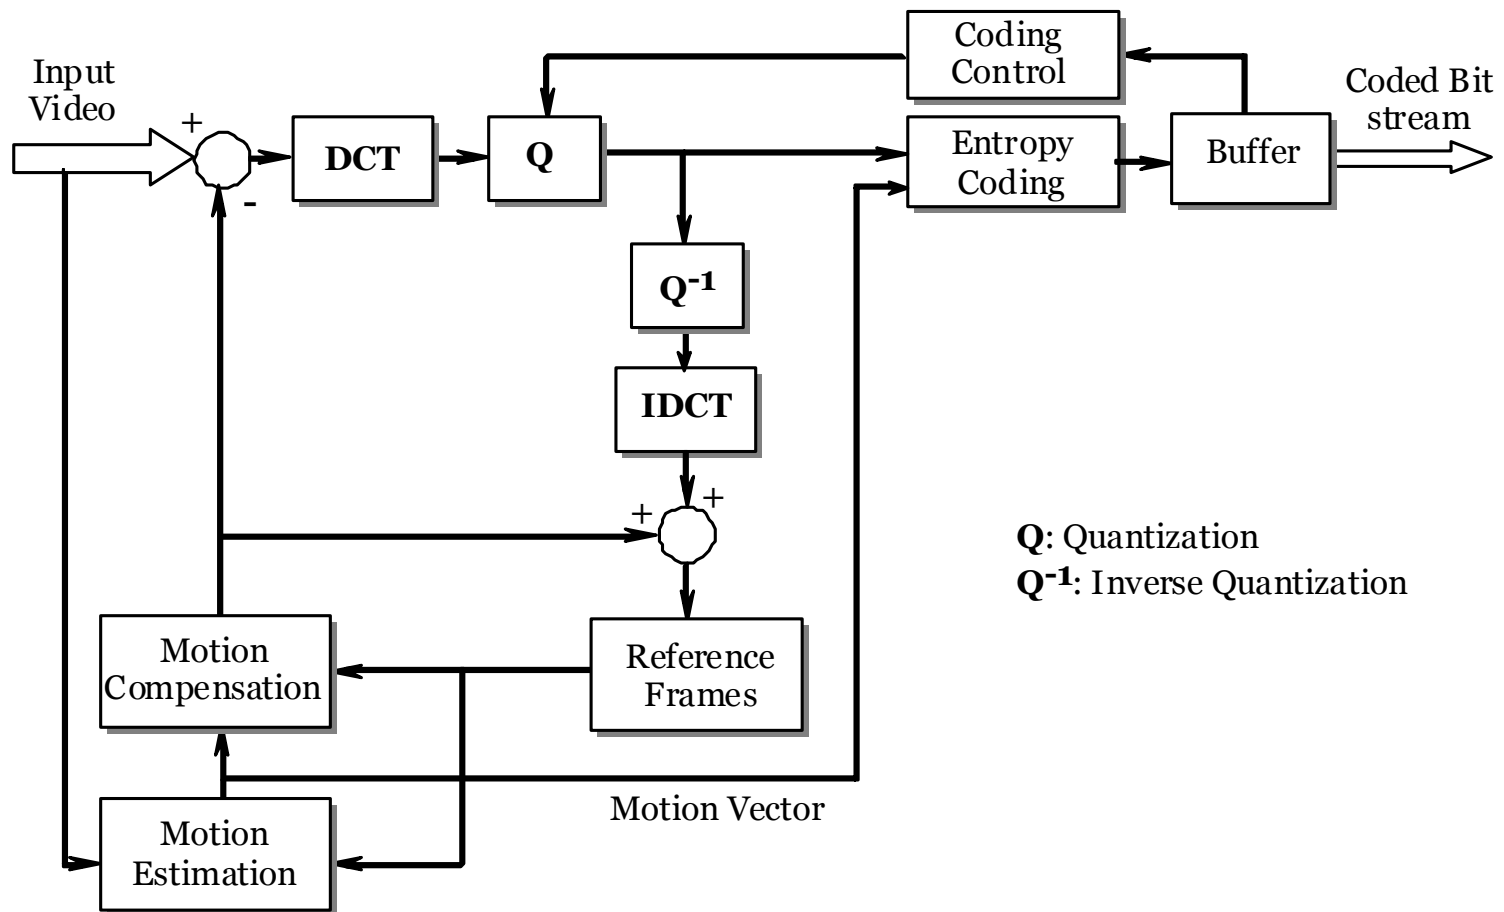 Input
Video
+
-
DCT
Q
Coding
Control
Entropy
Coding
Buffer
Coded Bit
stream
Q-1
IDCT
+
+
Q: Quantization
Q-1: Inverse Quantization
Motion
Compensation
Reference
Frames
Motion Vector
Motion
Estimation